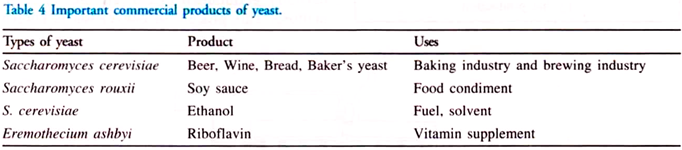 Table 4 Important commercial products of yeast.
Types of yeast Product Uses
Saccharomyces cerevisiae Beer, Wine, Bread, Baker's yeast Baking industry and brewing industry
Saccharomyces rouxii Soy sauce Food condiment
S. cerevisiae Ethanol Fuel, solvent
Eremothecium ashbyi Riboflavin Vitamin supplement